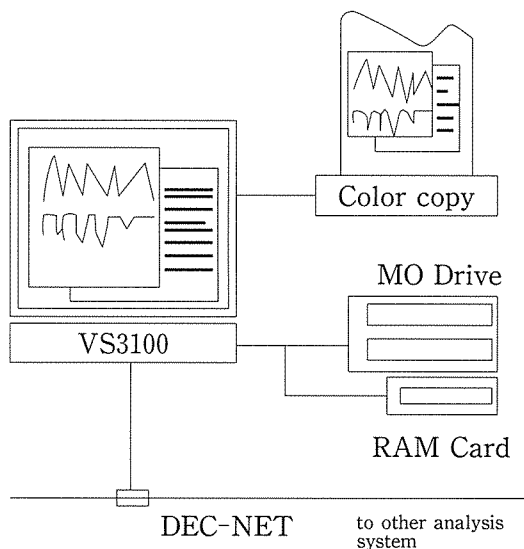 Color copy
MO Drive
VS3100
RAM Card
DEC-NET
to other analysis
system